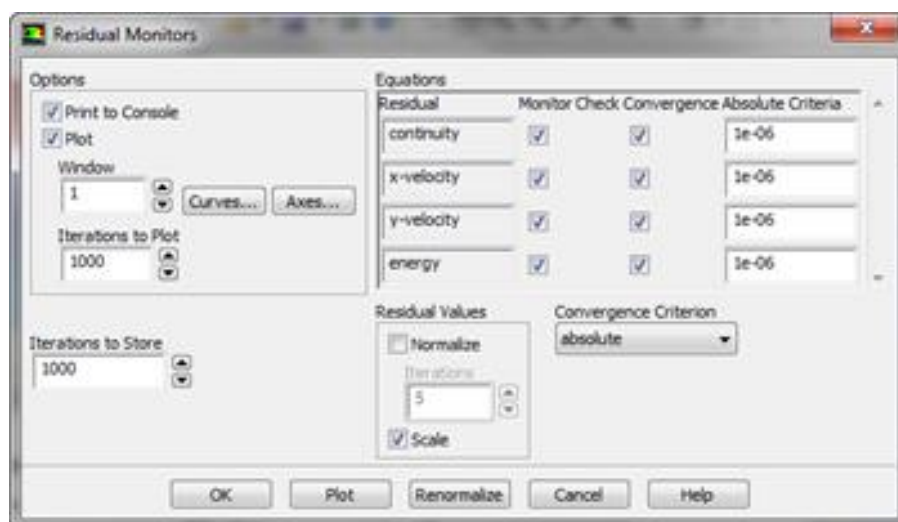 Residual Monitors
Options
Print to Console
Plot
Window
1
Curves... Axes...
Iterations to Plot
1000
Iterations to Store
1000
Equations
Residual Monitor Check Convergence Absolute Criteria
continuity 1e-06
x-velocity 1e-06
y-velocity 1e-06
energy 1e-06
Residual Values
Normalize
Iterations
5
Scale
Convergence Criterion
absolute
OK Plot Renormalize Cancel Help